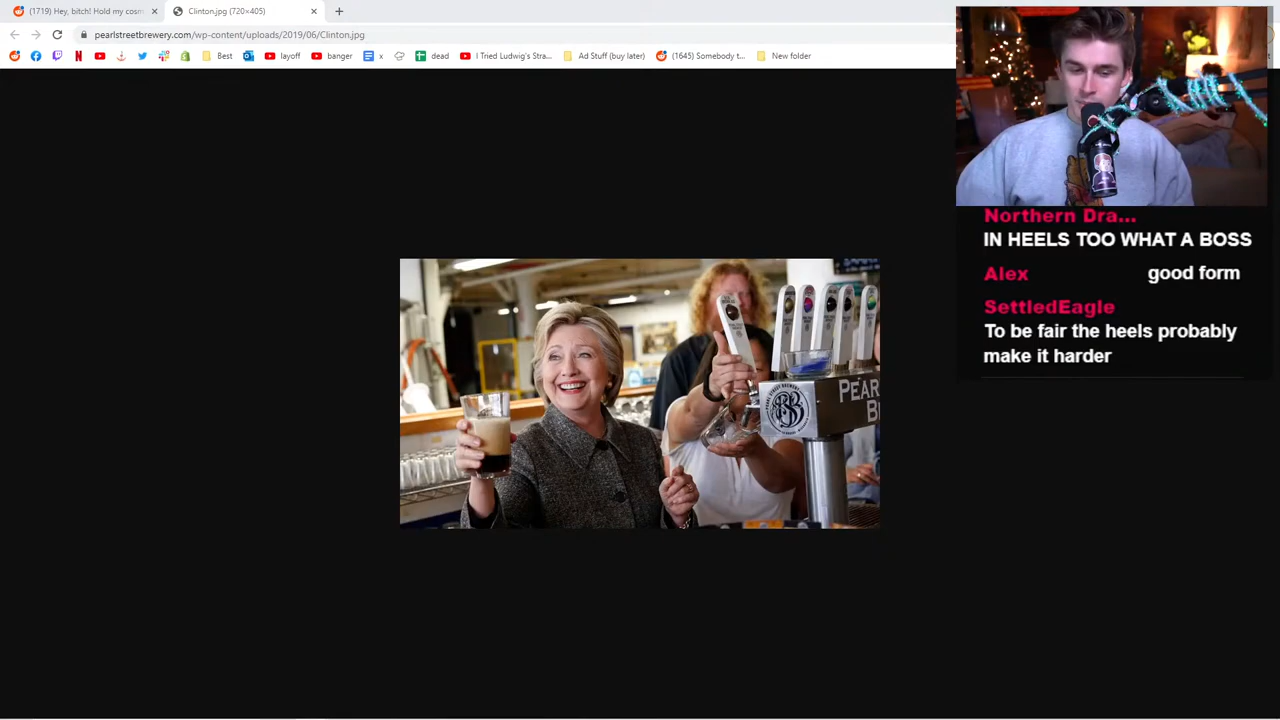 (1719) Hey, bitch! Hold my cosm
Clinton.jpg (720×405)
pearlstreetbrewery.com/wp-content/uploads/2019/06/Clinton.jpg
Best
layoff
banger
x
dead
I Tried Ludwig's Stra...
Ad Stuff (buy later)
(1645) Somebody t...
New folder
Northern Dra...
IN HEELS TOO WHAT A BOSS
Alex good form
SettledEagle
To be fair the heels probably
make it harder
PEAR
B